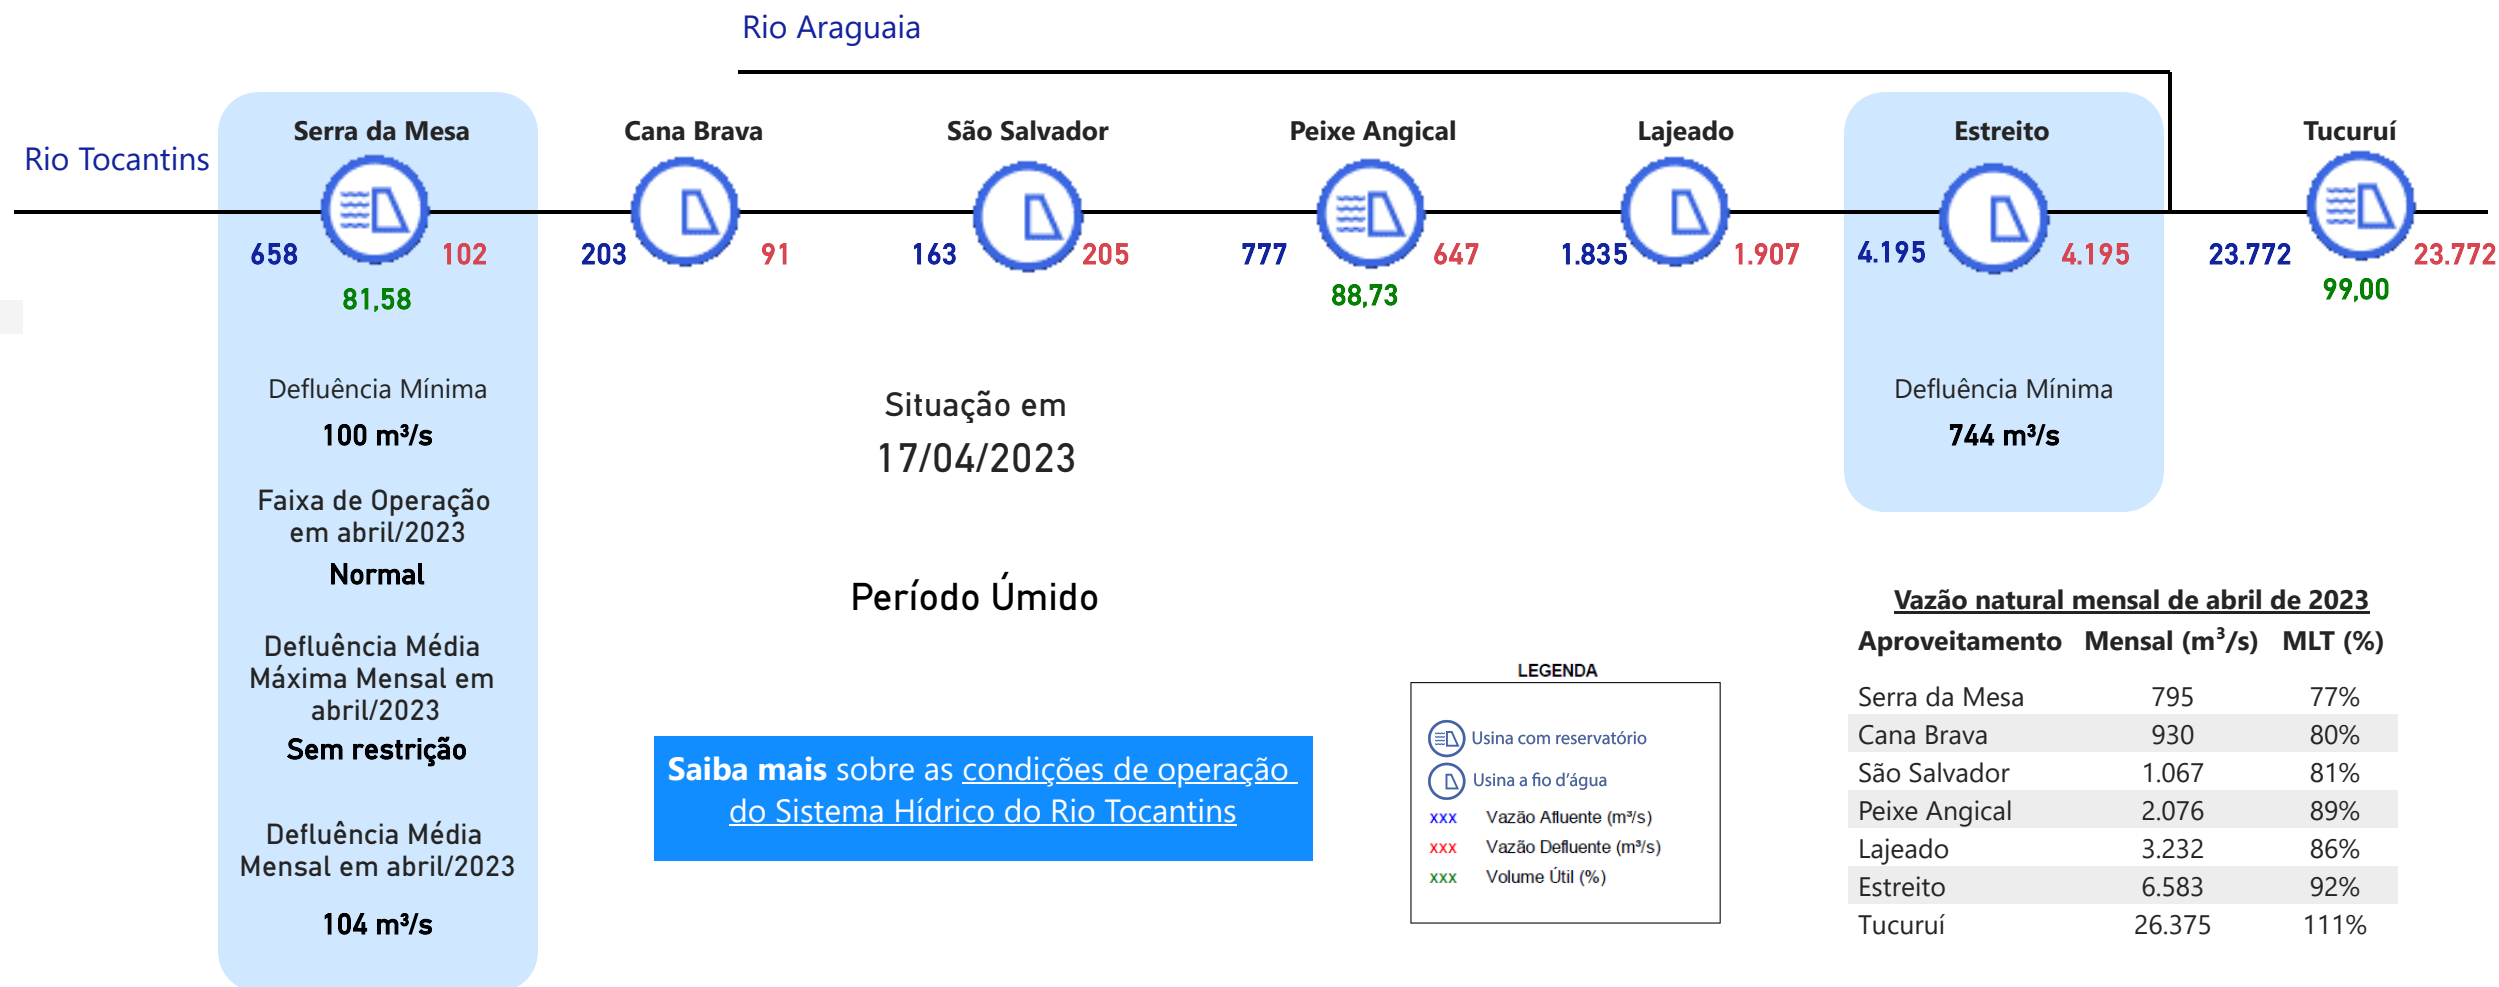 Rio Araguaia
Rio Tocantins
Serra da Mesa
Cana Brava
São Salvador
Peixe Angical
Lajeado
Estreito
Tucuruí
658
102
203
91
163
205
777
647
1.835
1.907
4.195
4.195
23.772
23.772
81,58
88,73
99,00
Defluência Mínima
100 m³/s
Faixa de Operação
em abril/2023
Normal
Defluência Média
Máxima Mensal em
abril/2023
Sem restrição
Defluência Média
Mensal em abril/2023
104 m³/s
Situação em
17/04/2023
Período Úmido
Saiba mais sobre as condições de operação
do Sistema Hídrico do Rio Tocantins
Defluência Mínima
744 m³/s
LEGENDA
Usina com reservatório
Usina a fio d'água
xxx Vazão Afluente (m³/s)
xxx Vazão Defluente (m³/s)
xxx Volume Útil (%)
Vazão natural mensal de abril de 2023
Aproveitamento Mensal (m³/s) MLT (%)
Serra da Mesa 795 77%
Cana Brava 930 80%
São Salvador 1.067 81%
Peixe Angical 2.076 89%
Lajeado 3.232 86%
Estreito 6.583 92%
Tucuruí 26.375 111%